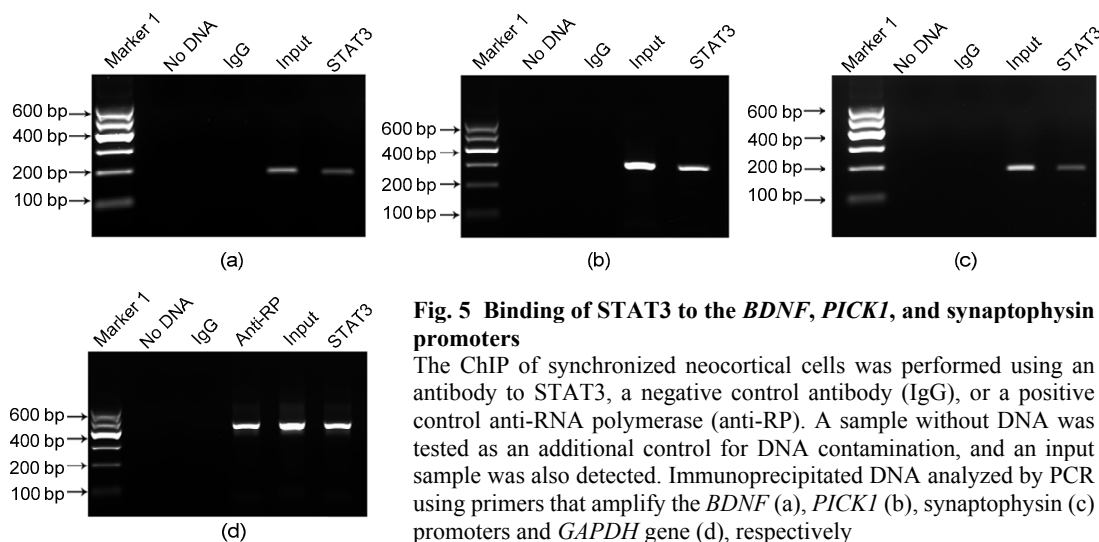 Marker 1 No DNA IgG Input STAT3
600 bp
400 bp
200 bp
100 bp
(a)
Marker 1 No DNA IgG Input STAT3
600 bp
400 bp
200 bp
100 bp
(b)
Marker 1 No DNA IgG Input STAT3
600 bp
400 bp
200 bp
100 bp
(c)
Marker 1 No DNA IgG Anti-RP Input STAT3
600 bp
400 bp
200 bp
100 bp
(d)
Fig. 5 Binding of STAT3 to the BDNF, PICK1, and synaptophysin
promoters
The ChIP of synchronized neocortical cells was performed using an
antibody to STAT3, a negative control antibody (IgG), or a positive
control anti-RNA polymerase (anti-RP). A sample without DNA was
tested as an additional control for DNA contamination, and an input
sample was also detected. Immunoprecipitated DNA analyzed by PCR
using primers that amplify the BDNF (a), PICK1 (b), synaptophysin (c)
promoters and GAPDH gene (d), respectively